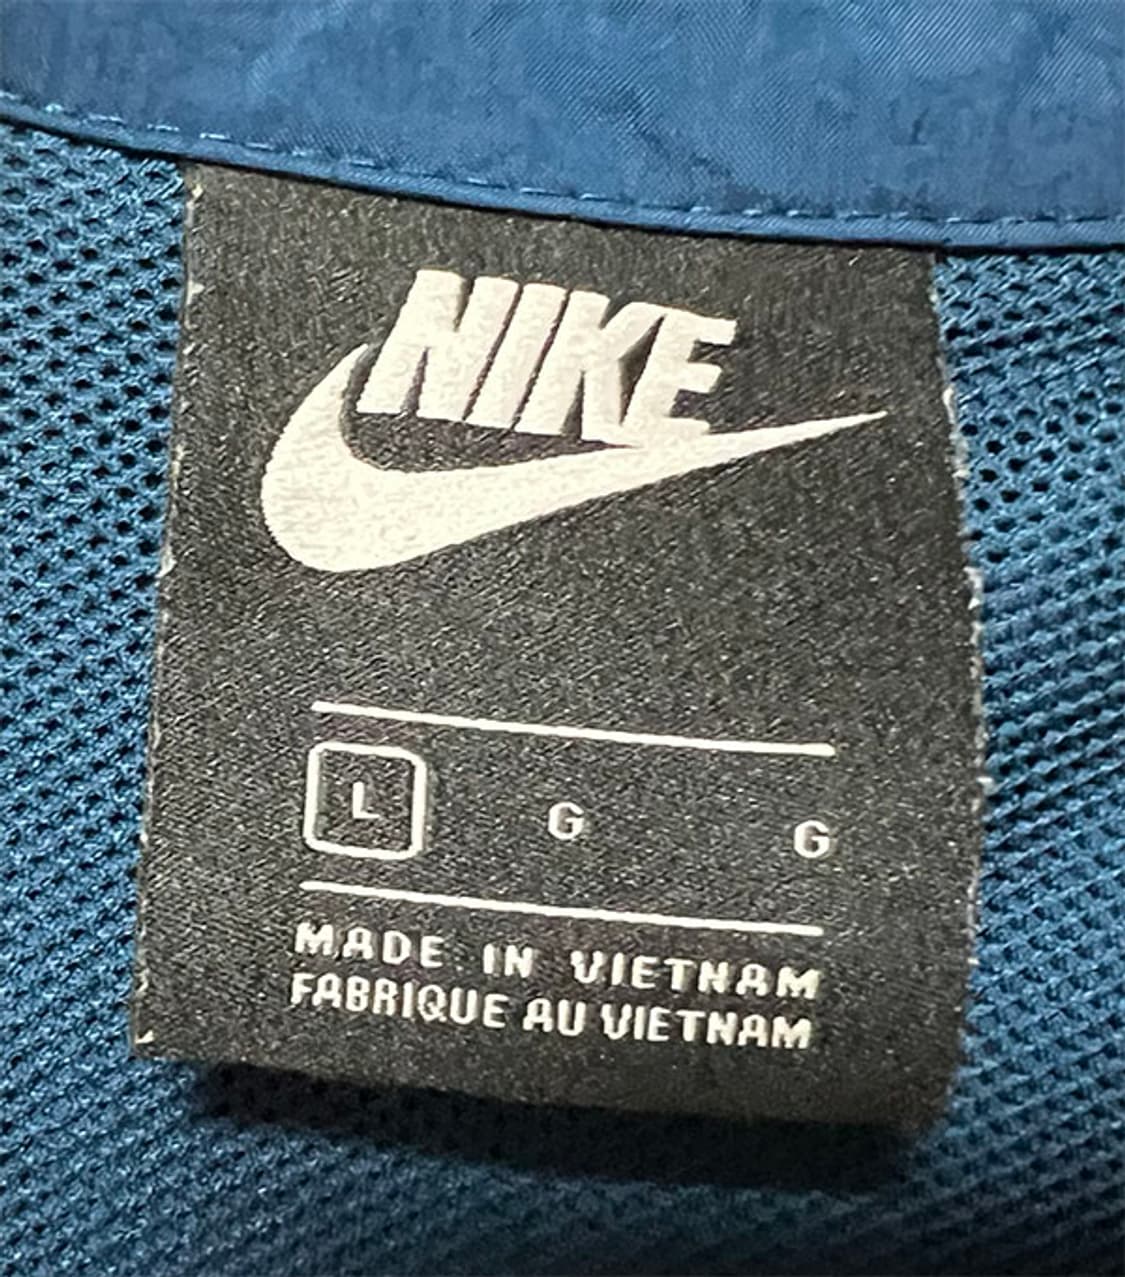 NIKE
L G G
MADE IN VIETNAM
FABRIQUE AU VIETNAM